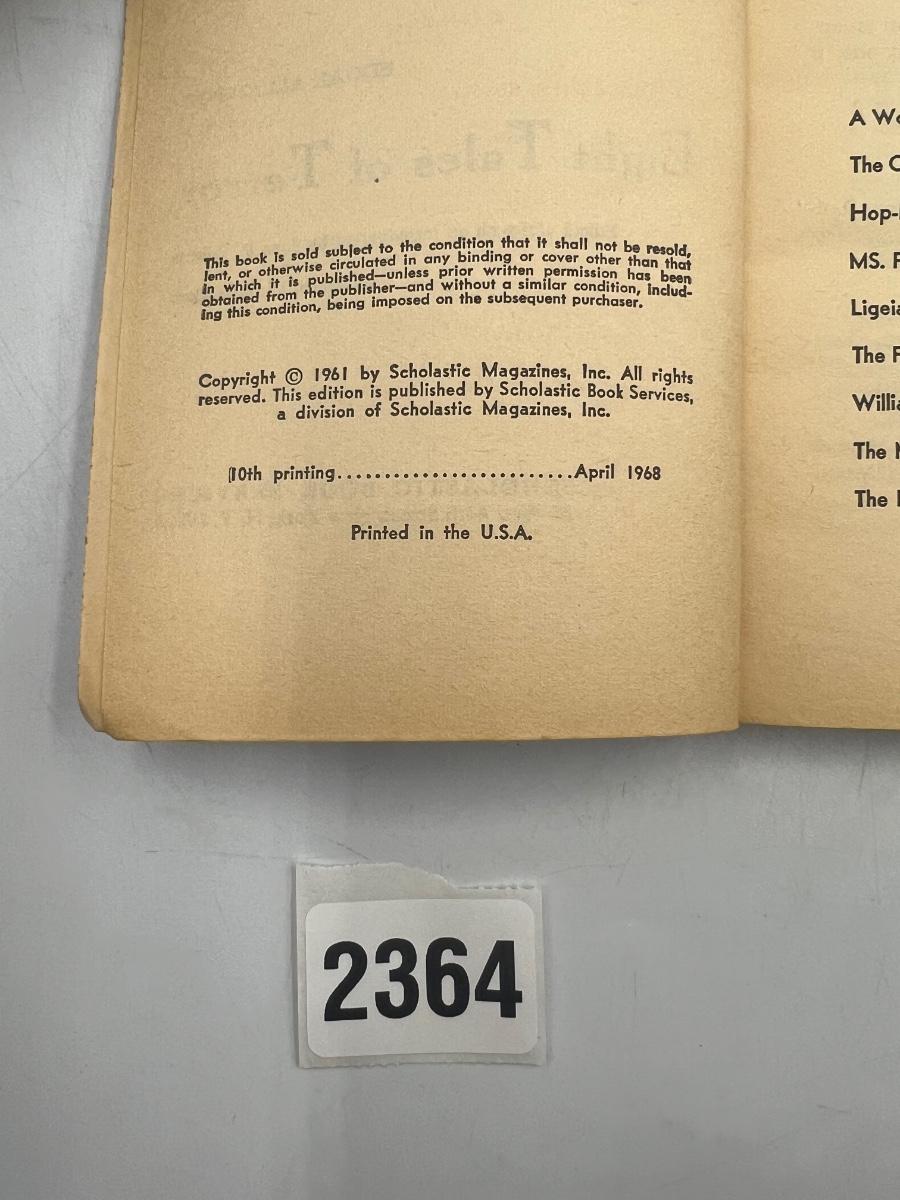 This book is sold subject to the condition that it shall not be resold,
lent, or otherwise circulated in any binding or cover other than that
in which it is published—unless prior written permission has been
obtained from the publisher—and without a similar condition, includ-
ing this condition, being imposed on the subsequent purchaser.
Copyright © 1961 by Scholastic Magazines, Inc. All rights
reserved. This edition is published by Scholastic Book Services,
a division of Scholastic Magazines, Inc.
10th printing.........................April 1968
Printed in the U.S.A.
A
The
Hop-
MS.
Ligeia
The
The
The
2364